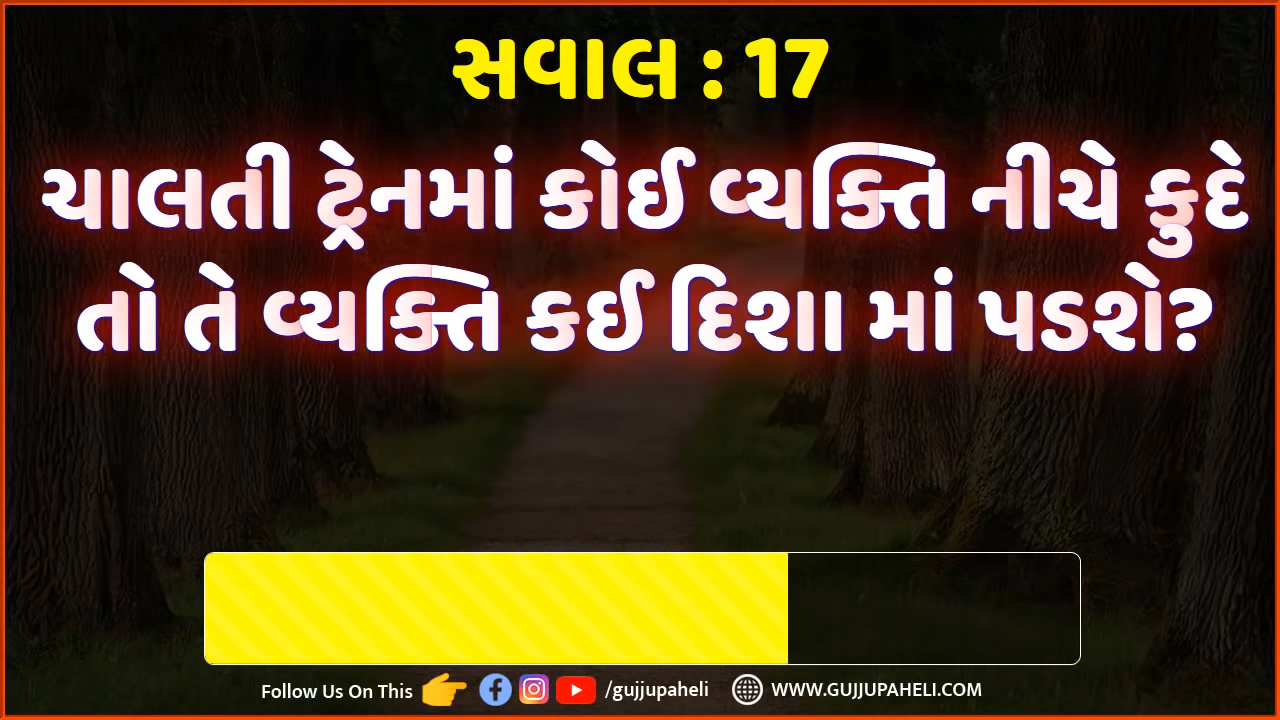 સવાલ : 17
ચાલતી ટ્રેનમાં કોઈ વ્યક્તિ નીચે કુદે
તો તે વ્યક્તિ કઈ દિશા માં પડશે?
Follow Us On This /gujjupaheli WWW.GUJJUPAHELI.COM